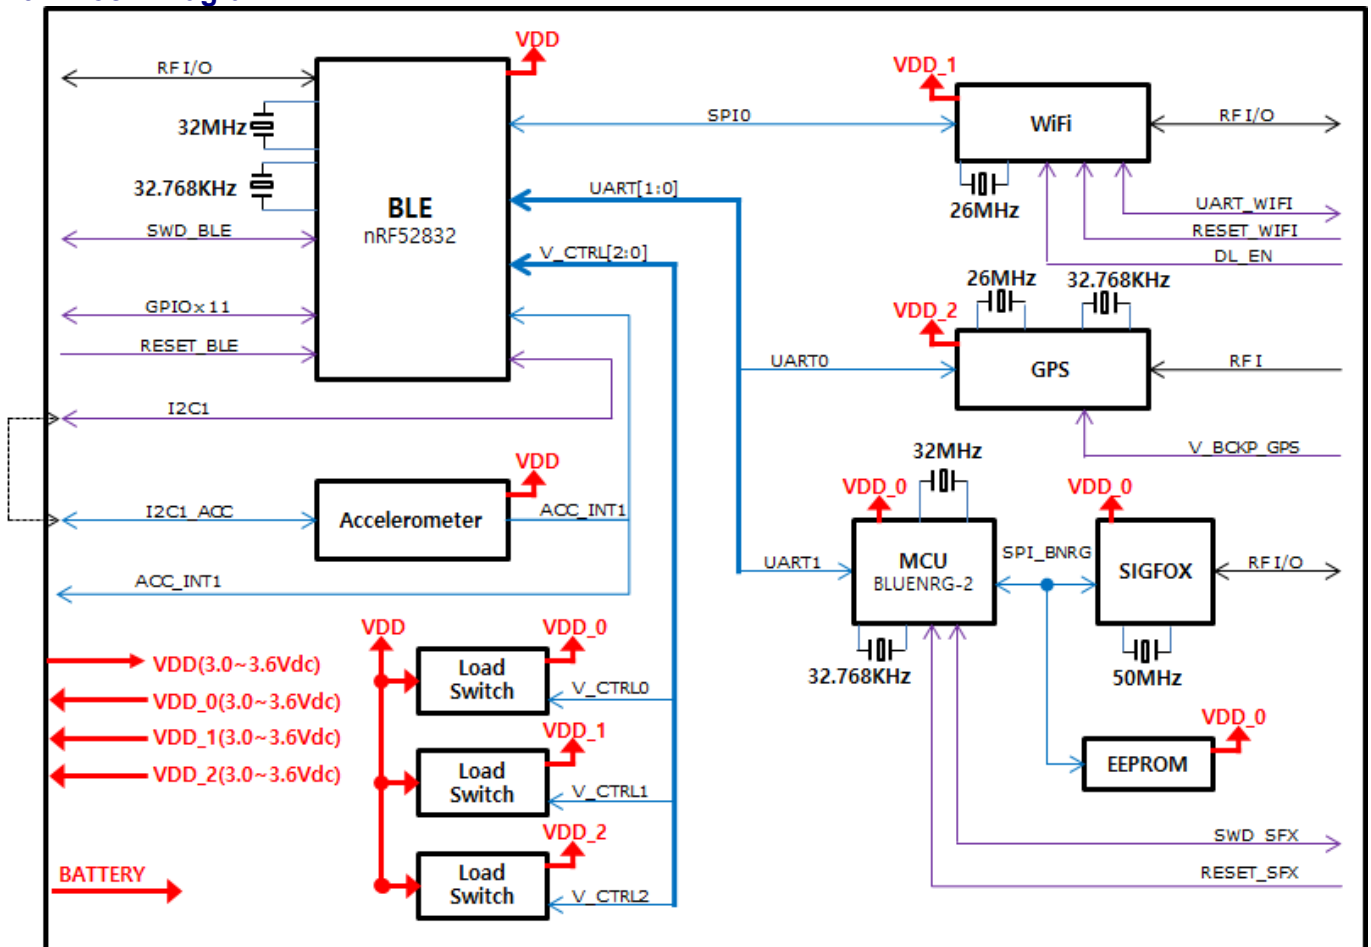 VDD
RF I/O
32MHz
32.768KHz
SWD_BLE
GPIOx11
RESET_BLE
I2C1
BLE
nRF52832
SPI0
UART[1:0]
V_CTRL[2:0]
VDD_1
WiFi
RF I/O
26MHz
UART_WIFI
RESET_WIFI
DL_EN
26MHz
32.768KHz
VDD_2
UART0
GPS
RF I
V_BCKP_GPS
VDD
I2C1_ACC
Accelerometer
ACC_INT1
ACC_INT1
32MHz
VDD_0
VDD_0
UART1
MCU
BLUENRG-2
SPI_BNRG
SIGFOX
RF I/O
32.768KHz
50MHz
VDD_0
EEPROM
SWD_SFX
RESET_SFX
VDD
VDD_0
Load
Switch
V_CTRL0
VDD_1
Load
Switch
V_CTRL1
VDD_2
Load
Switch
V_CTRL2
VDD(3.0~3.6Vdc)
VDD_0(3.0~3.6Vdc)
VDD_1(3.0~3.6Vdc)
VDD_2(3.0~3.6Vdc)
BATTERY